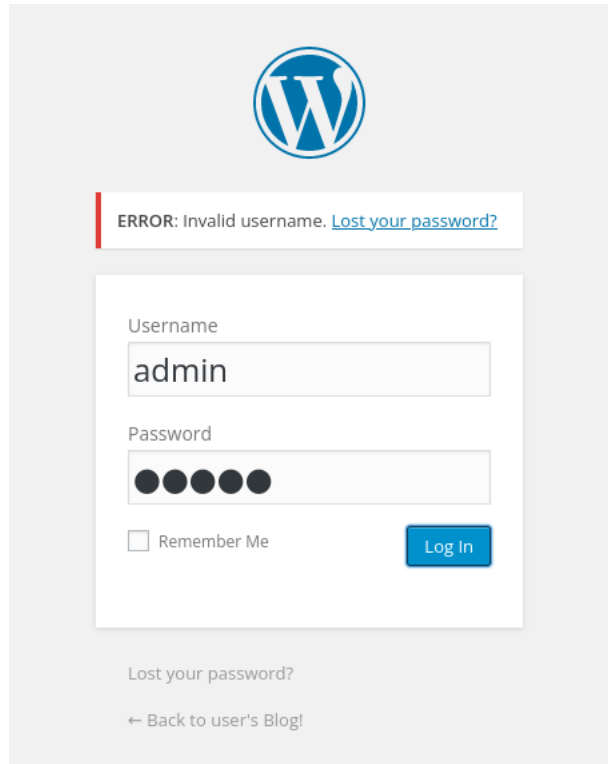 ERROR: Invalid username. Lost your password?
Username
admin
Password
●●●●●
Remember Me
Log In
Lost your password?
← Back to user's Blog!